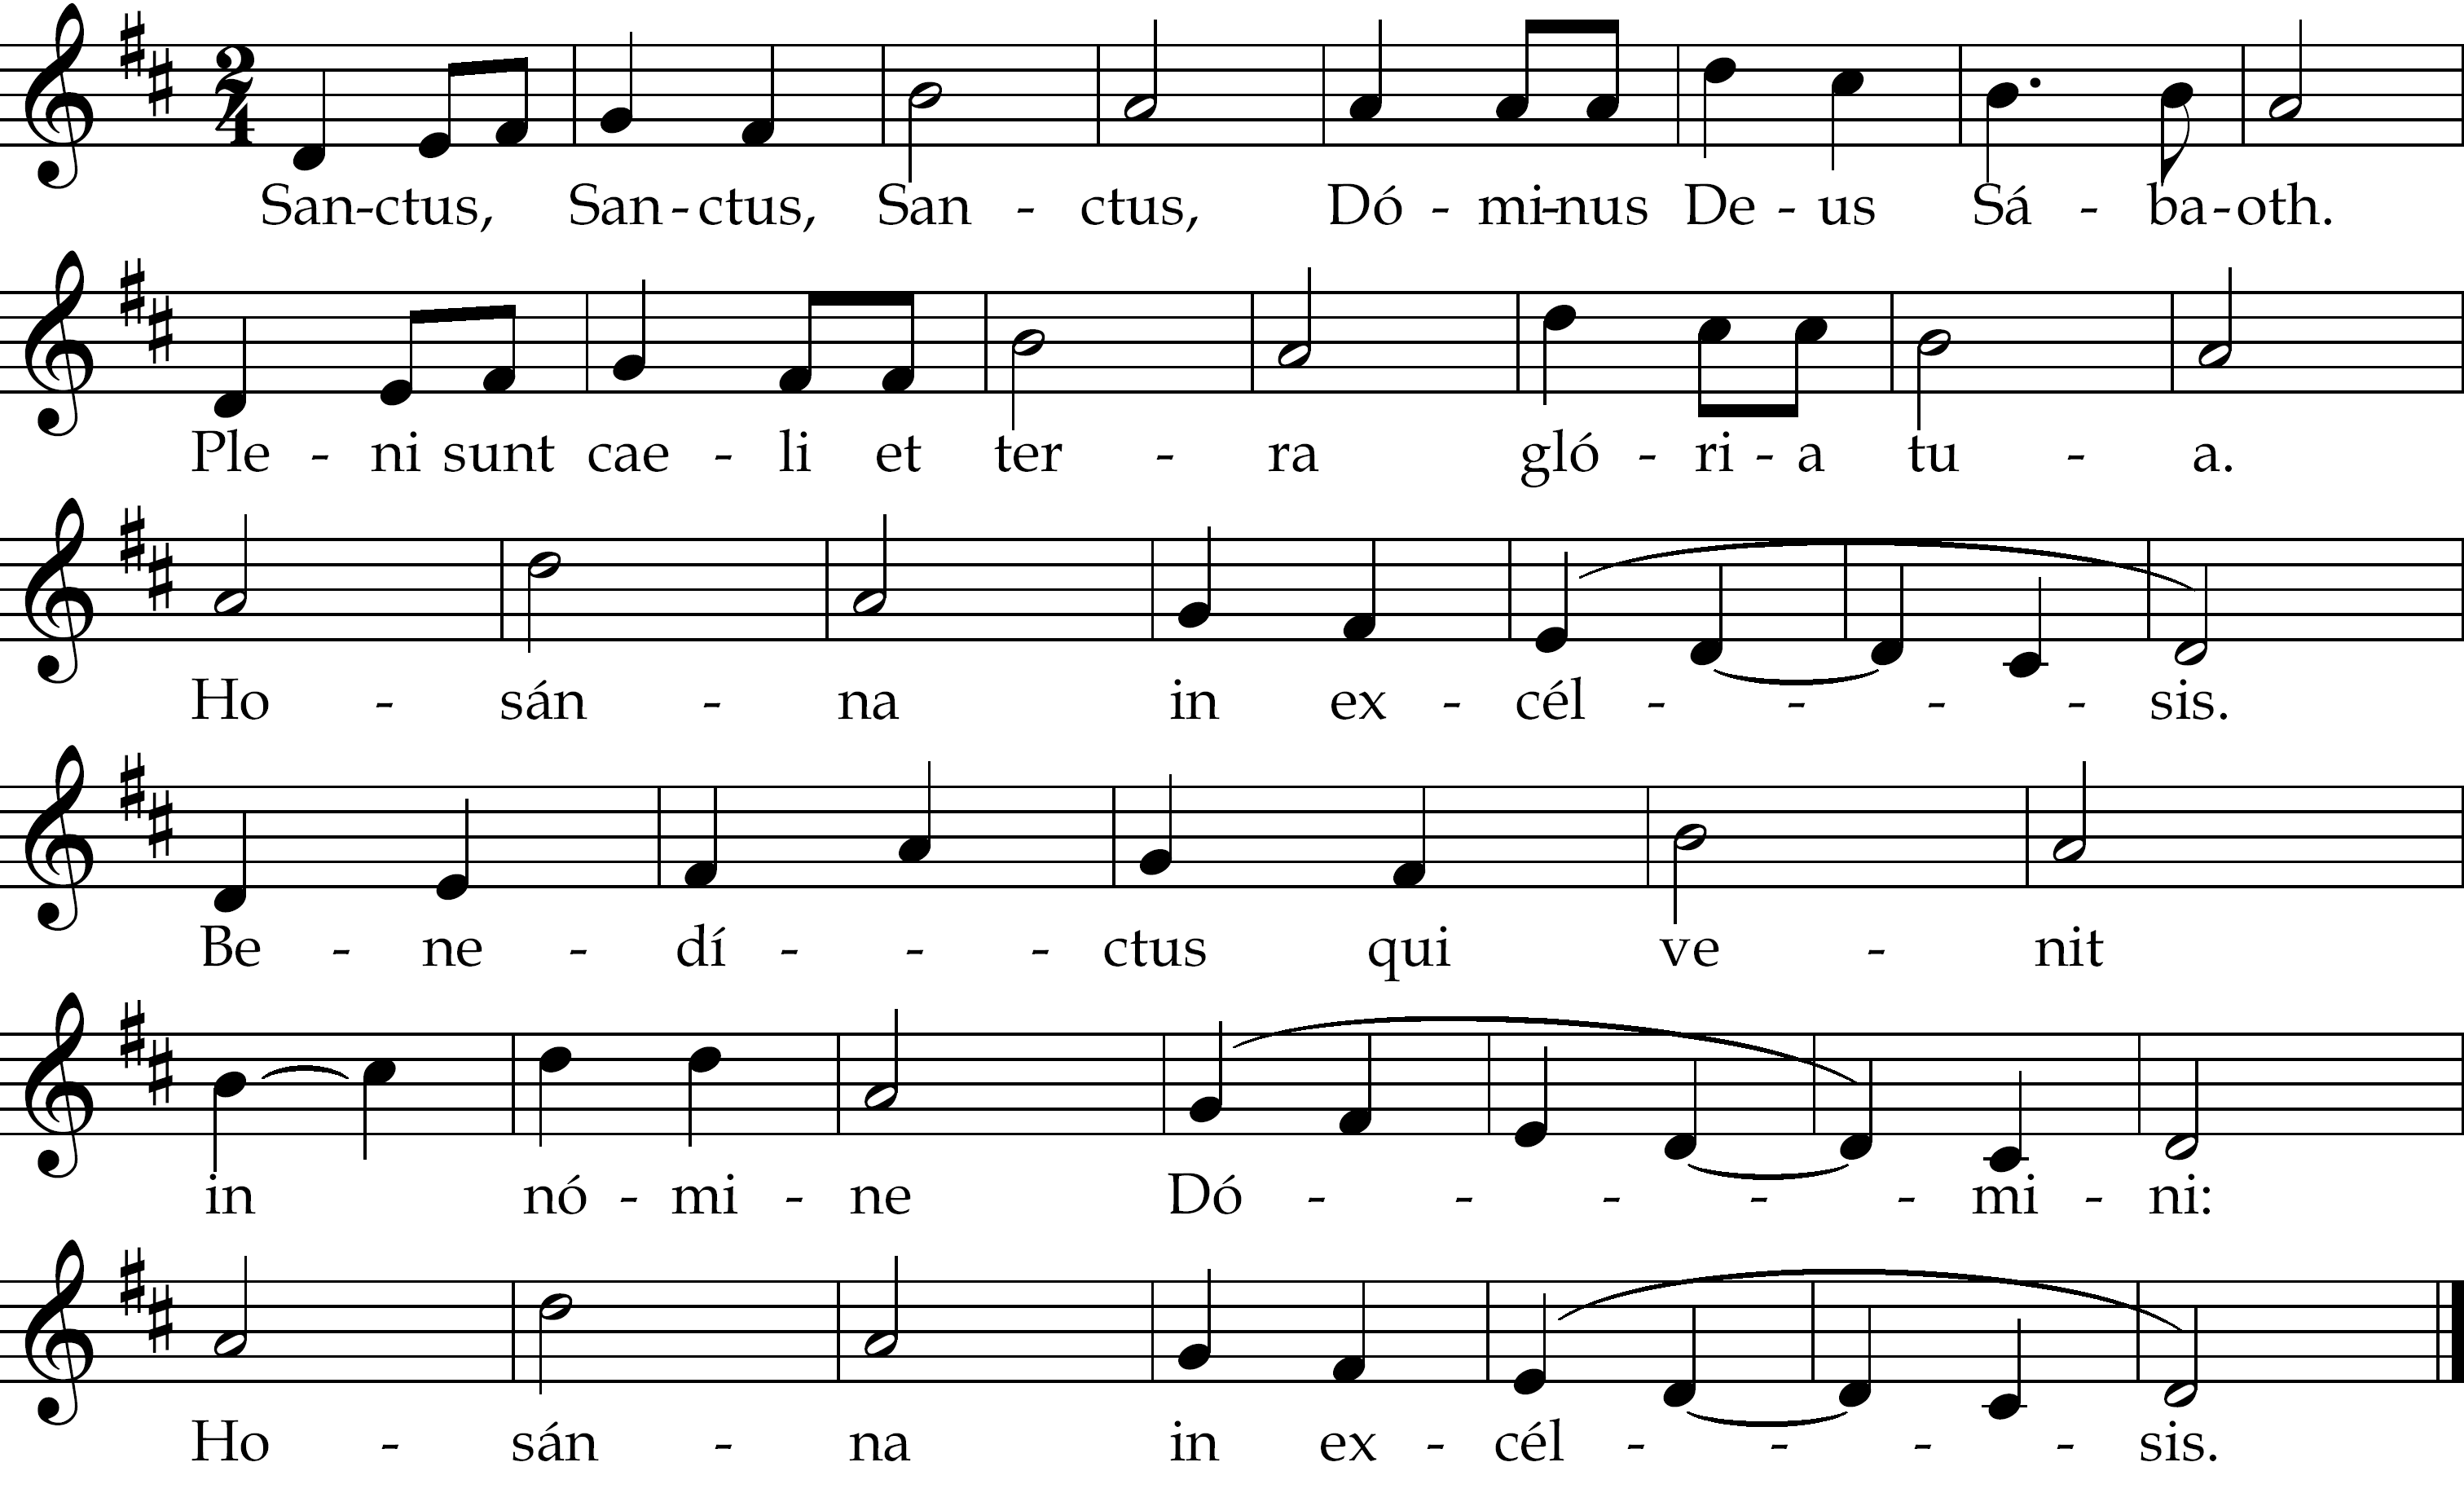 San-ctus, San-ctus, San - ctus, Dó - mi-nus De - us Sá - ba-oth.
Ple - ni sunt cae - li et ter - ra gló - ri - a tu - a.
Ho - sán - na in ex - cél - - - - sis.
Be - ne - dí - - - ctus qui ve - nit
in nó - mi - ne Dó - - - - - mi - ni:
Ho - sán - na in ex - cél - - - - sis.